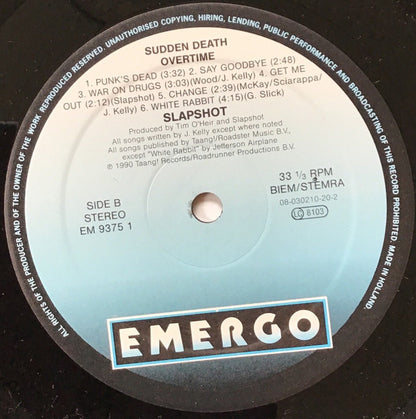 ALL RIGHTS OF THE PRODUCER AND OF THE OWNER OF THE WORK REPRODUCED RESERVED. UNAUTHORISED COPYING, HIRING, LENDING, PUBLIC PERFORMANCE AND BROADCASTING OF THIS RECORD PROHIBITED. MADE IN HOLLAND.
SUDDEN DEATH
OVERTIME
1. PUNK'S DEAD (3:32) 2. SAY GOODBYE (2:48)
3. WAR ON DRUGS (3:03)(Wood/J. Kelly) 4. GET ME
OUT (2:12)(Slapshot) 5. CHANGE (2:39)(McKay/Sciarappa/
J. Kelly) 6. WHITE RABBIT (4:15)(G. Slick)
SLAPSHOT
Produced by Tim O'Heir and Slapshot
All songs written by J. Kelly except where noted
All songs published by Taang!/Roadster Music B.V.,
except "White Rabbit" by Jefferson Airplane
℗ 1990 Taang! Records/Roadrunner Productions B.V.
SIDE B
STEREO
EM 9375 1
33 1/3 RPM
BIEM/STEMRA
08-030210-20-2
LC 8103
EMERGO